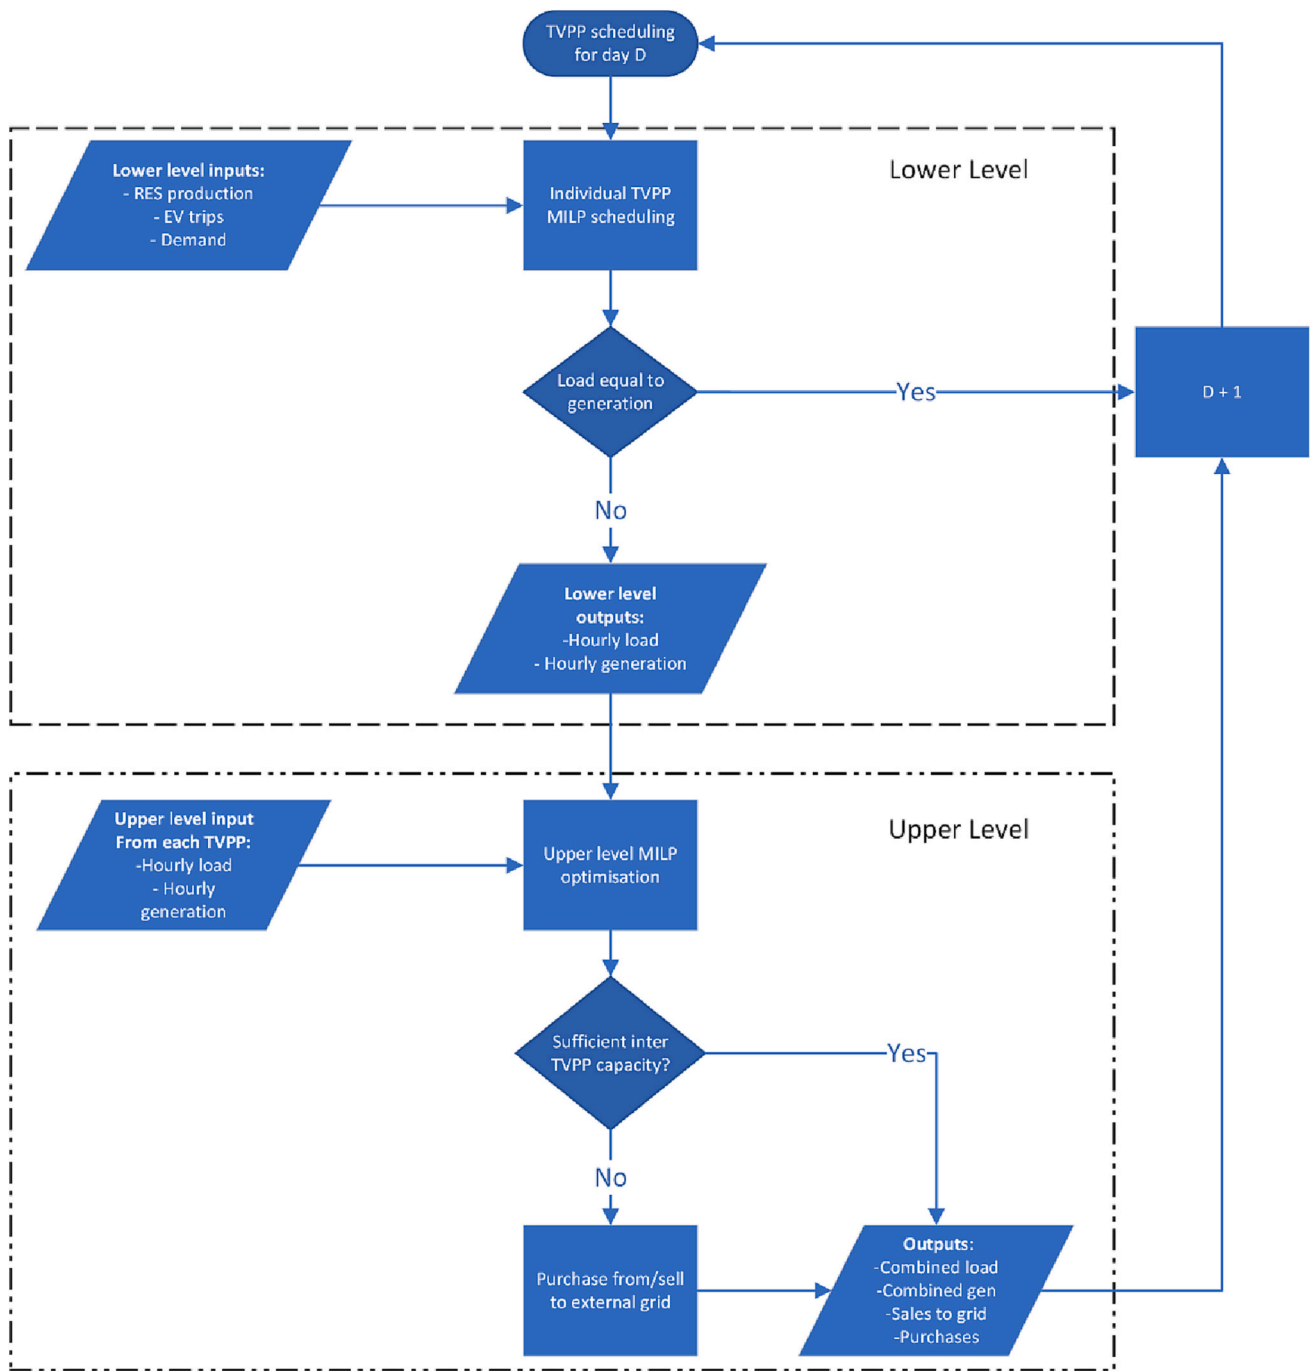 TVPP scheduling
for day D
Lower Level
Lower level inputs:
- RES production
- EV trips
- Demand
Individual TVPP
MILP scheduling
Load equal to
generation
Yes
D + 1
No
Lower level
outputs:
-Hourly load
- Hourly generation
Upper Level
Upper level input
From each TVPP:
-Hourly load
- Hourly
generation
Upper level MILP
optimisation
Sufficient inter
TVPP capacity?
Yes
No
Purchase from/sell
to external grid
Outputs:
-Combined load
-Combined gen
-Sales to grid
-Purchases